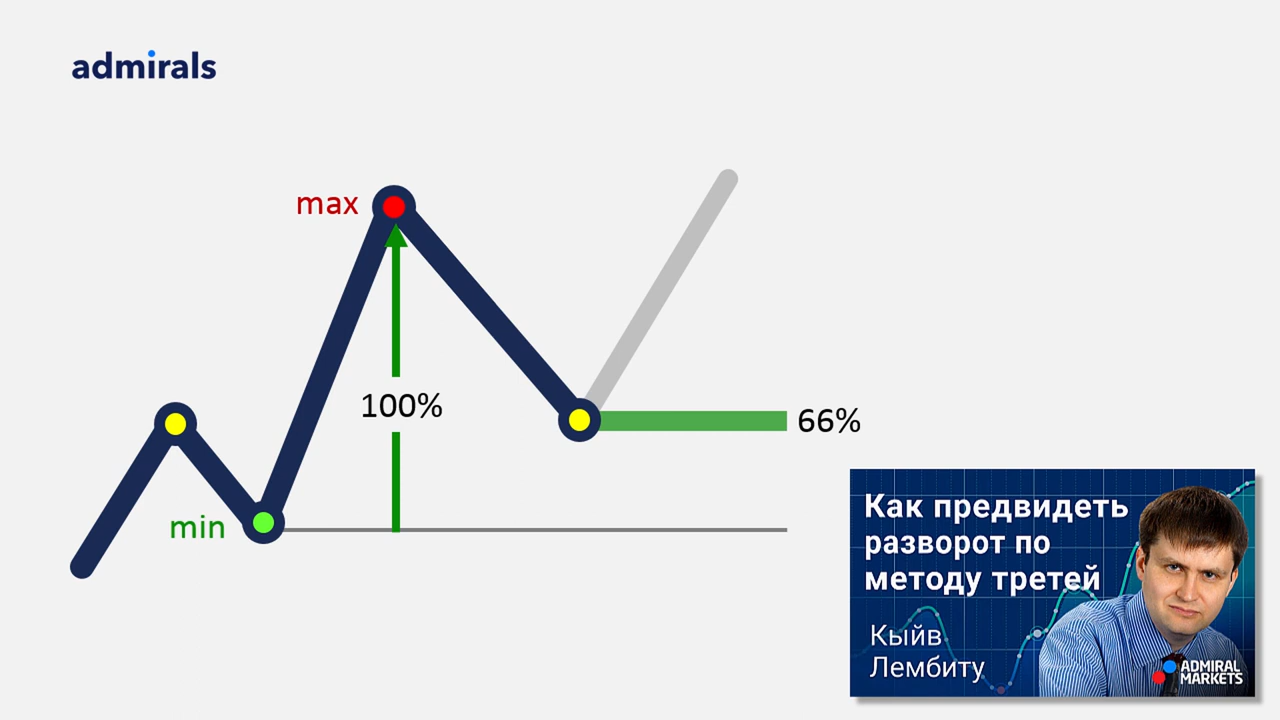 admirals
max
100%
66%
min
Как предвидеть
разворот по
методу третей
Кыйв
Лембиту
ADMIRAL
MARKETS